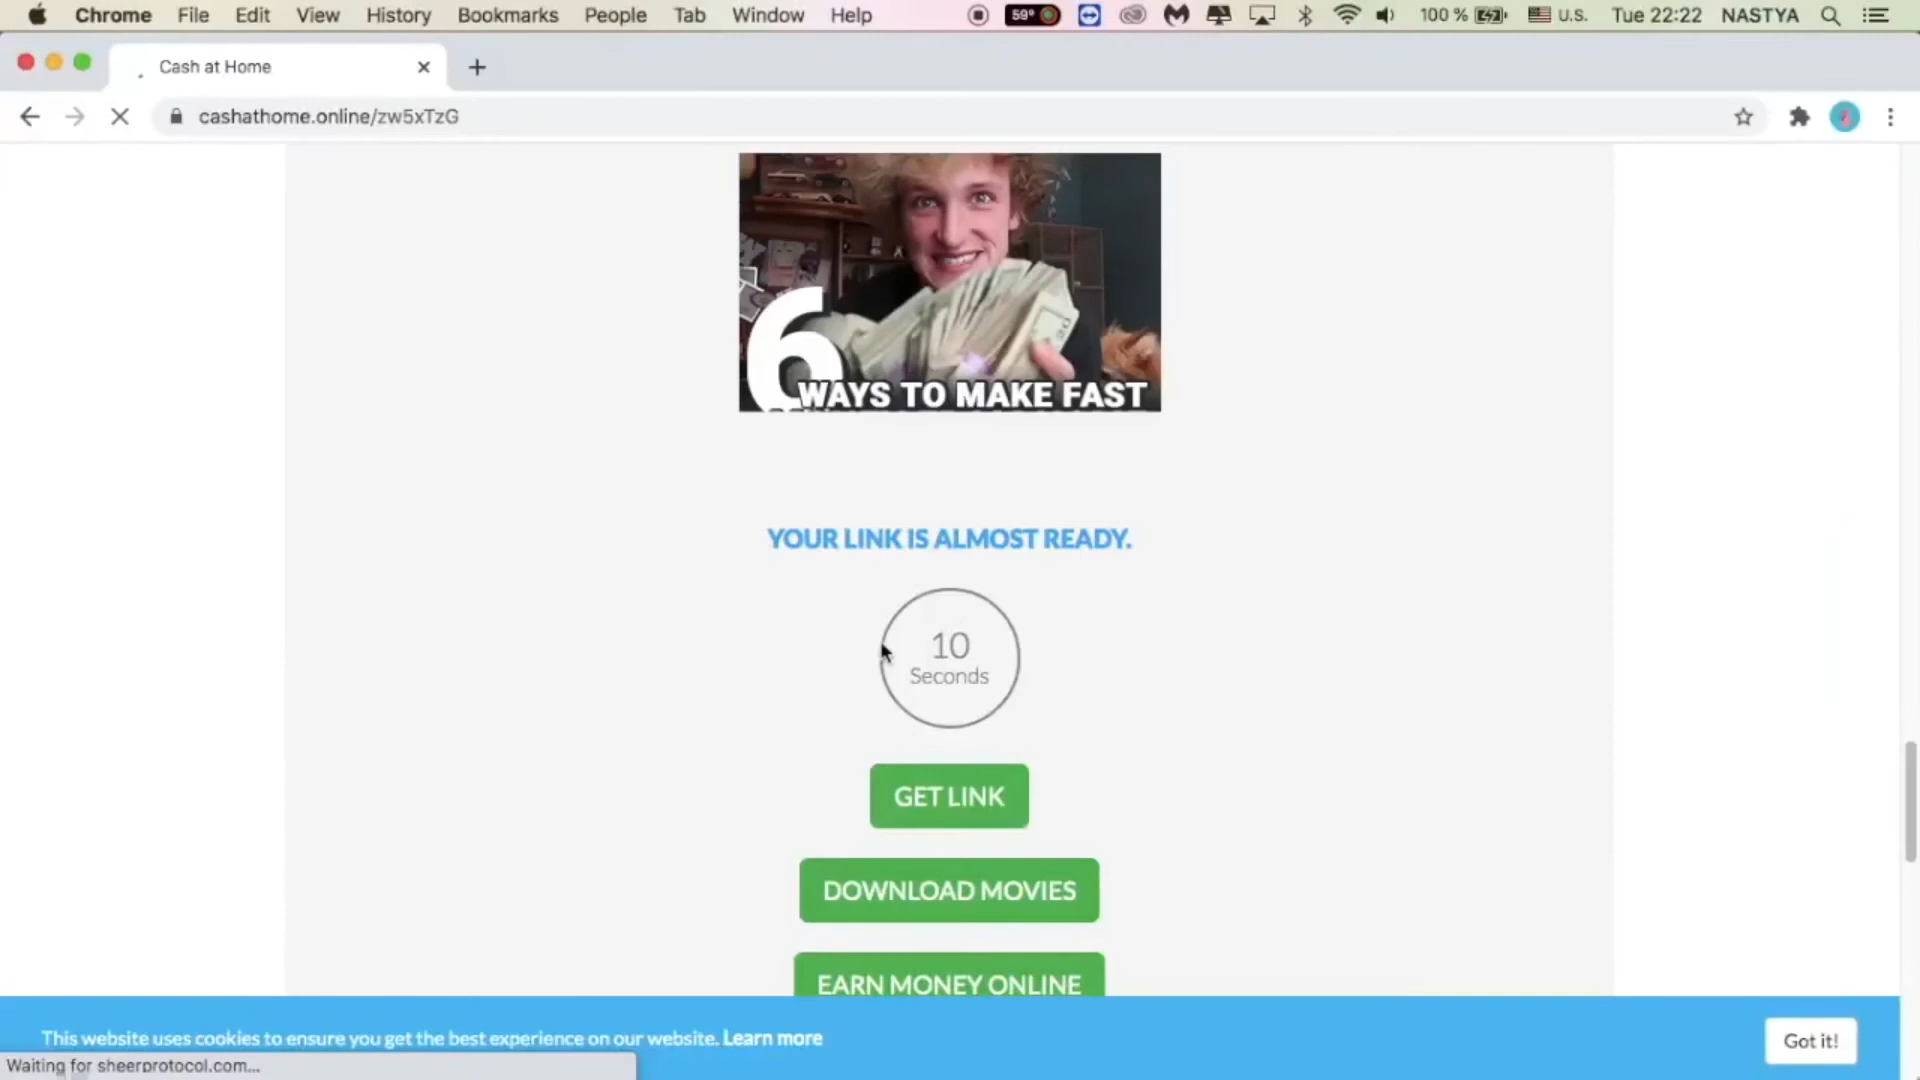 Chrome File Edit View History Bookmarks People Tab Window Help 59° 100 % U.S. Tue 22:22 NASTYA
Cash at Home
cashathome.online/zw5xTzG
6
WAYS TO MAKE FAST
YOUR LINK IS ALMOST READY.
10
Seconds
GET LINK
DOWNLOAD MOVIES
EARN MONEY ONLINE
This website uses cookies to ensure you get the best experience on our website. Learn more
Got it!
Waiting for sheerprotocol.com...